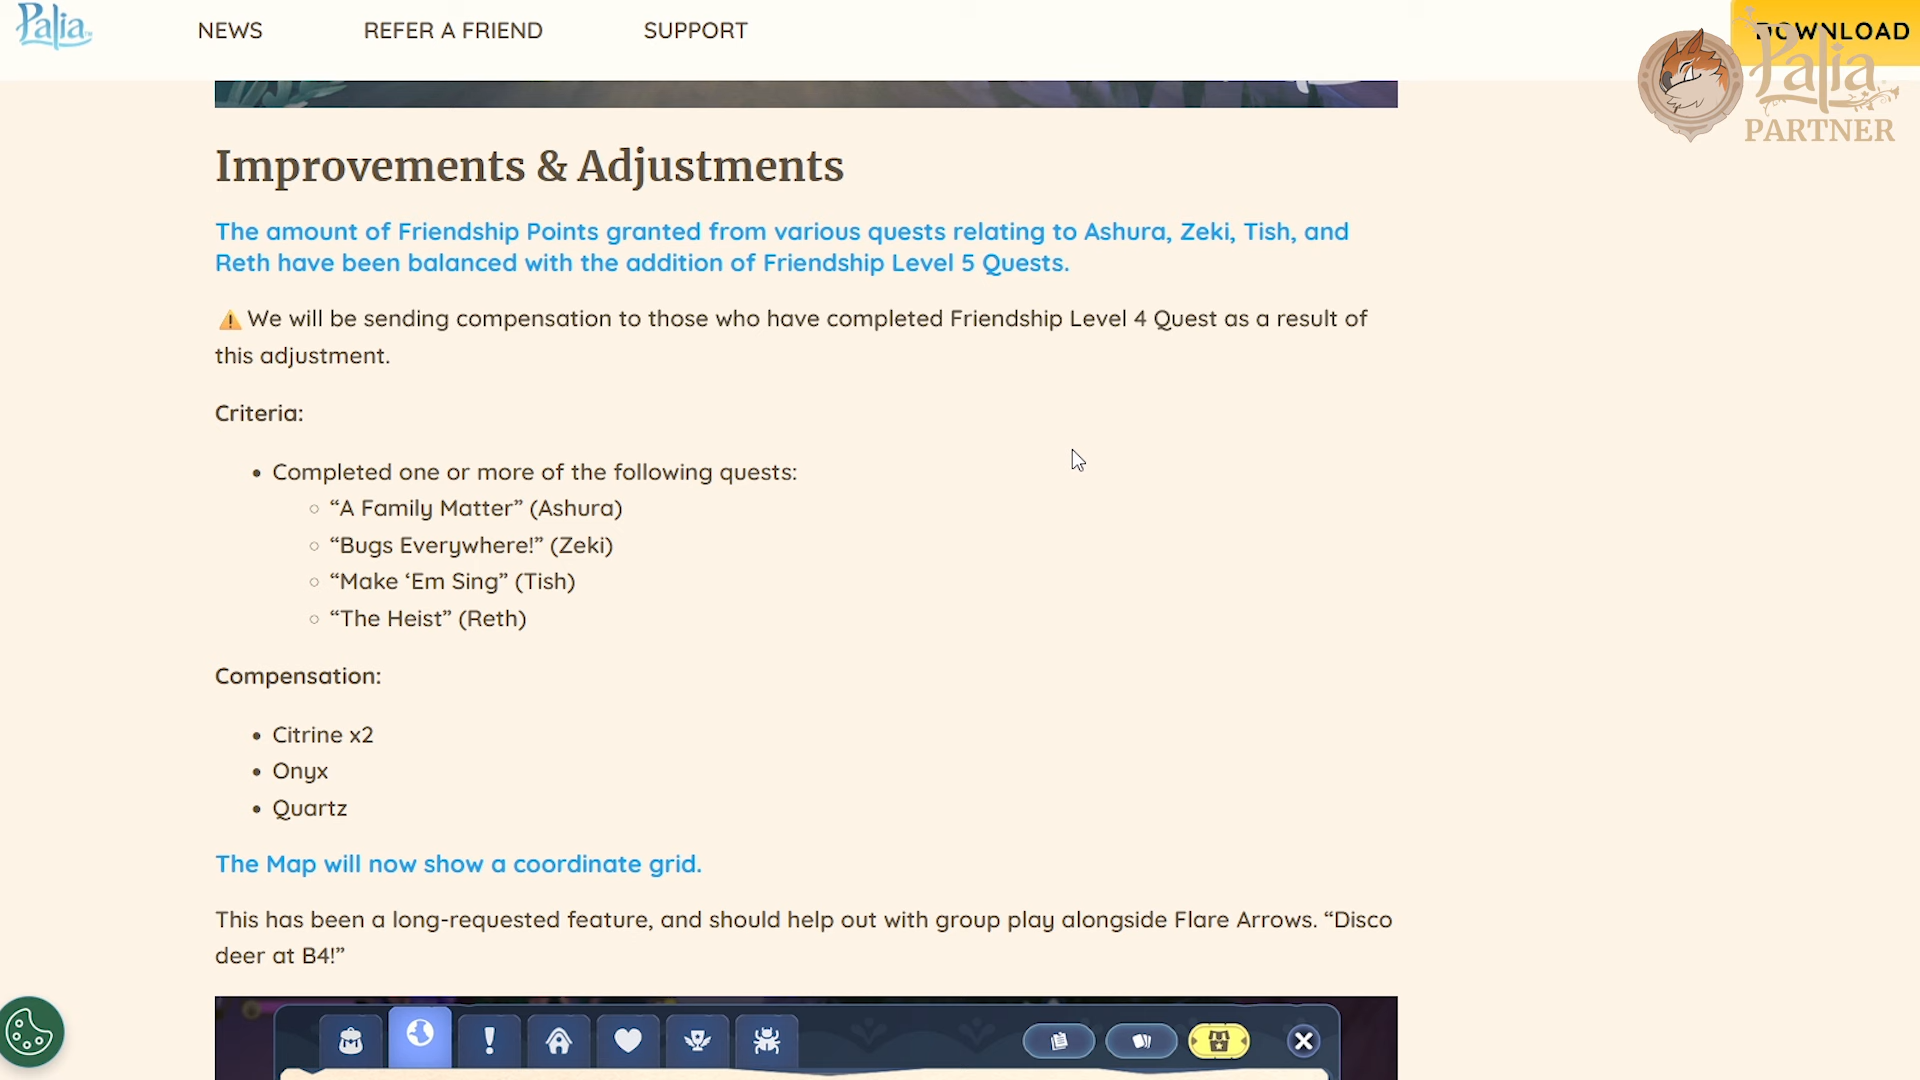 Palia
NEWS
REFER A FRIEND
SUPPORT
DOWNLOAD
Palia
PARTNER
Improvements & Adjustments
The amount of Friendship Points granted from various quests relating to Ashura, Zeki, Tish, and
Reth have been balanced with the addition of Friendship Level 5 Quests.
⚠️ We will be sending compensation to those who have completed Friendship Level 4 Quest as a result of
this adjustment.
Criteria:
• Completed one or more of the following quests:
○ “A Family Matter” (Ashura)
○ “Bugs Everywhere!” (Zeki)
○ “Make ‘Em Sing” (Tish)
○ “The Heist” (Reth)
Compensation:
• Citrine x2
• Onyx
• Quartz
The Map will now show a coordinate grid.
This has been a long-requested feature, and should help out with group play alongside Flare Arrows. “Disco
deer at B4!”